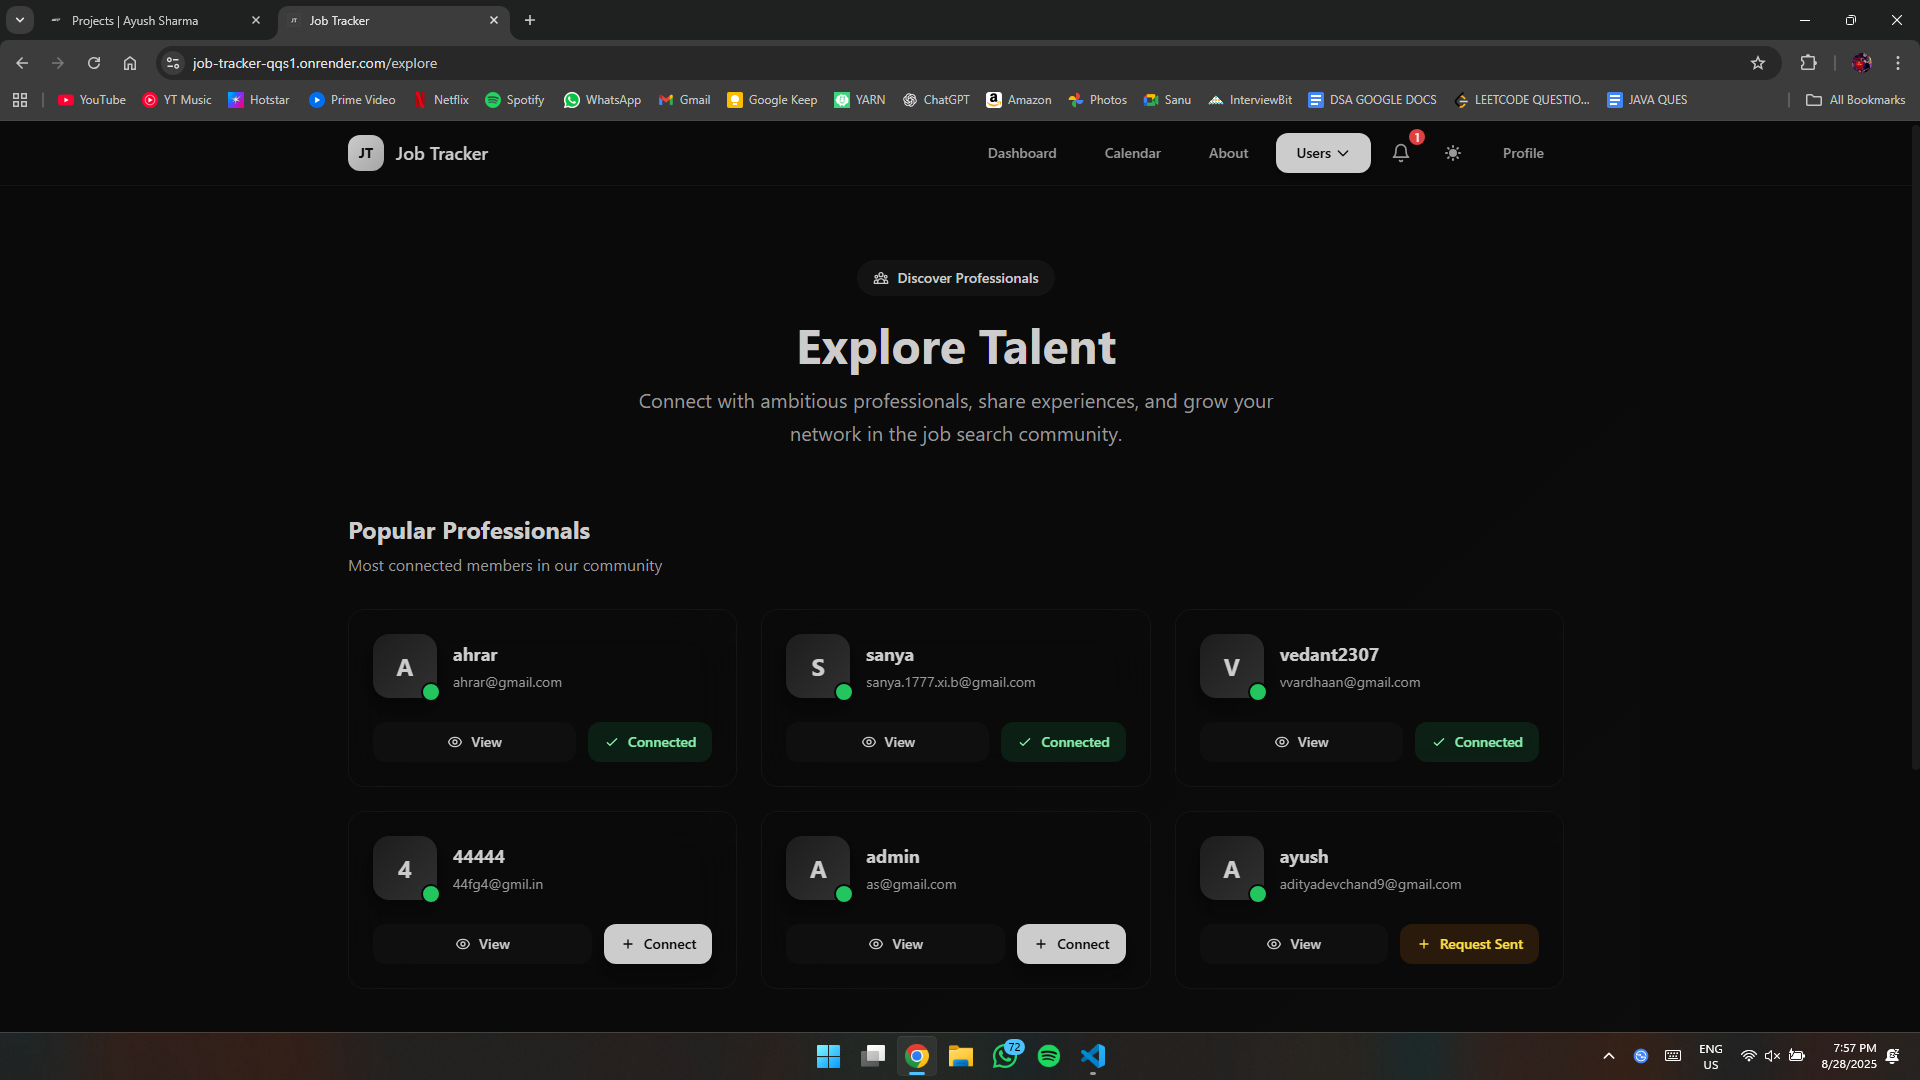 Projects | Ayush Sharma
JT Job Tracker
job-tracker-qqs1.onrender.com/explore
YouTube YT Music Hotstar Prime Video Netflix Spotify WhatsApp Gmail Google Keep YARN ChatGPT Amazon Photos Sanu InterviewBit DSA GOOGLE DOCS LEETCODE QUESTIO... JAVA QUES All Bookmarks
JT Job Tracker Dashboard Calendar About Users 1 Profile
Discover Professionals
Explore Talent
Connect with ambitious professionals, share experiences, and grow your
network in the job search community.
Popular Professionals
Most connected members in our community
A ahrar
ahrar@gmail.com
View Connected
S sanya
sanya.1777.xi.b@gmail.com
View Connected
V vedant2307
vvardhaan@gmail.com
View Connected
4 44444
44fg4@gmil.in
View + Connect
A admin
as@gmail.com
View + Connect
A ayush
adityadevchand9@gmail.com
View + Request Sent
72
ENG
US
7:57 PM
8/28/2025